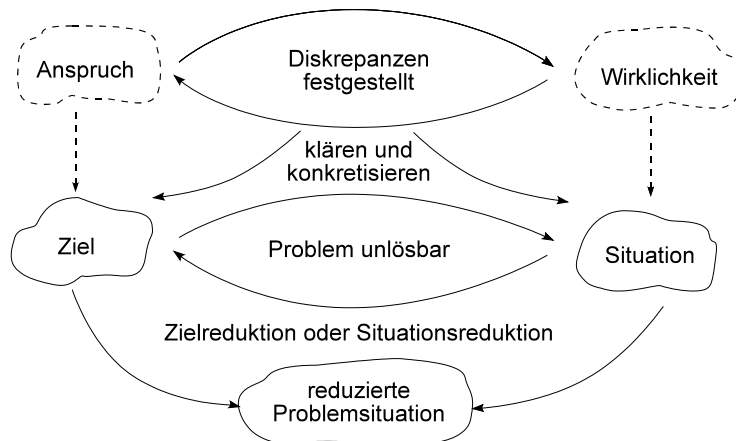 Anspruch
Diskrepanzen
festgestellt
Wirklichkeit
klären und
konkretisieren
Ziel
Problem unlösbar
Situation
Zielreduktion oder Situationsreduktion
reduzierte
Problemsituation